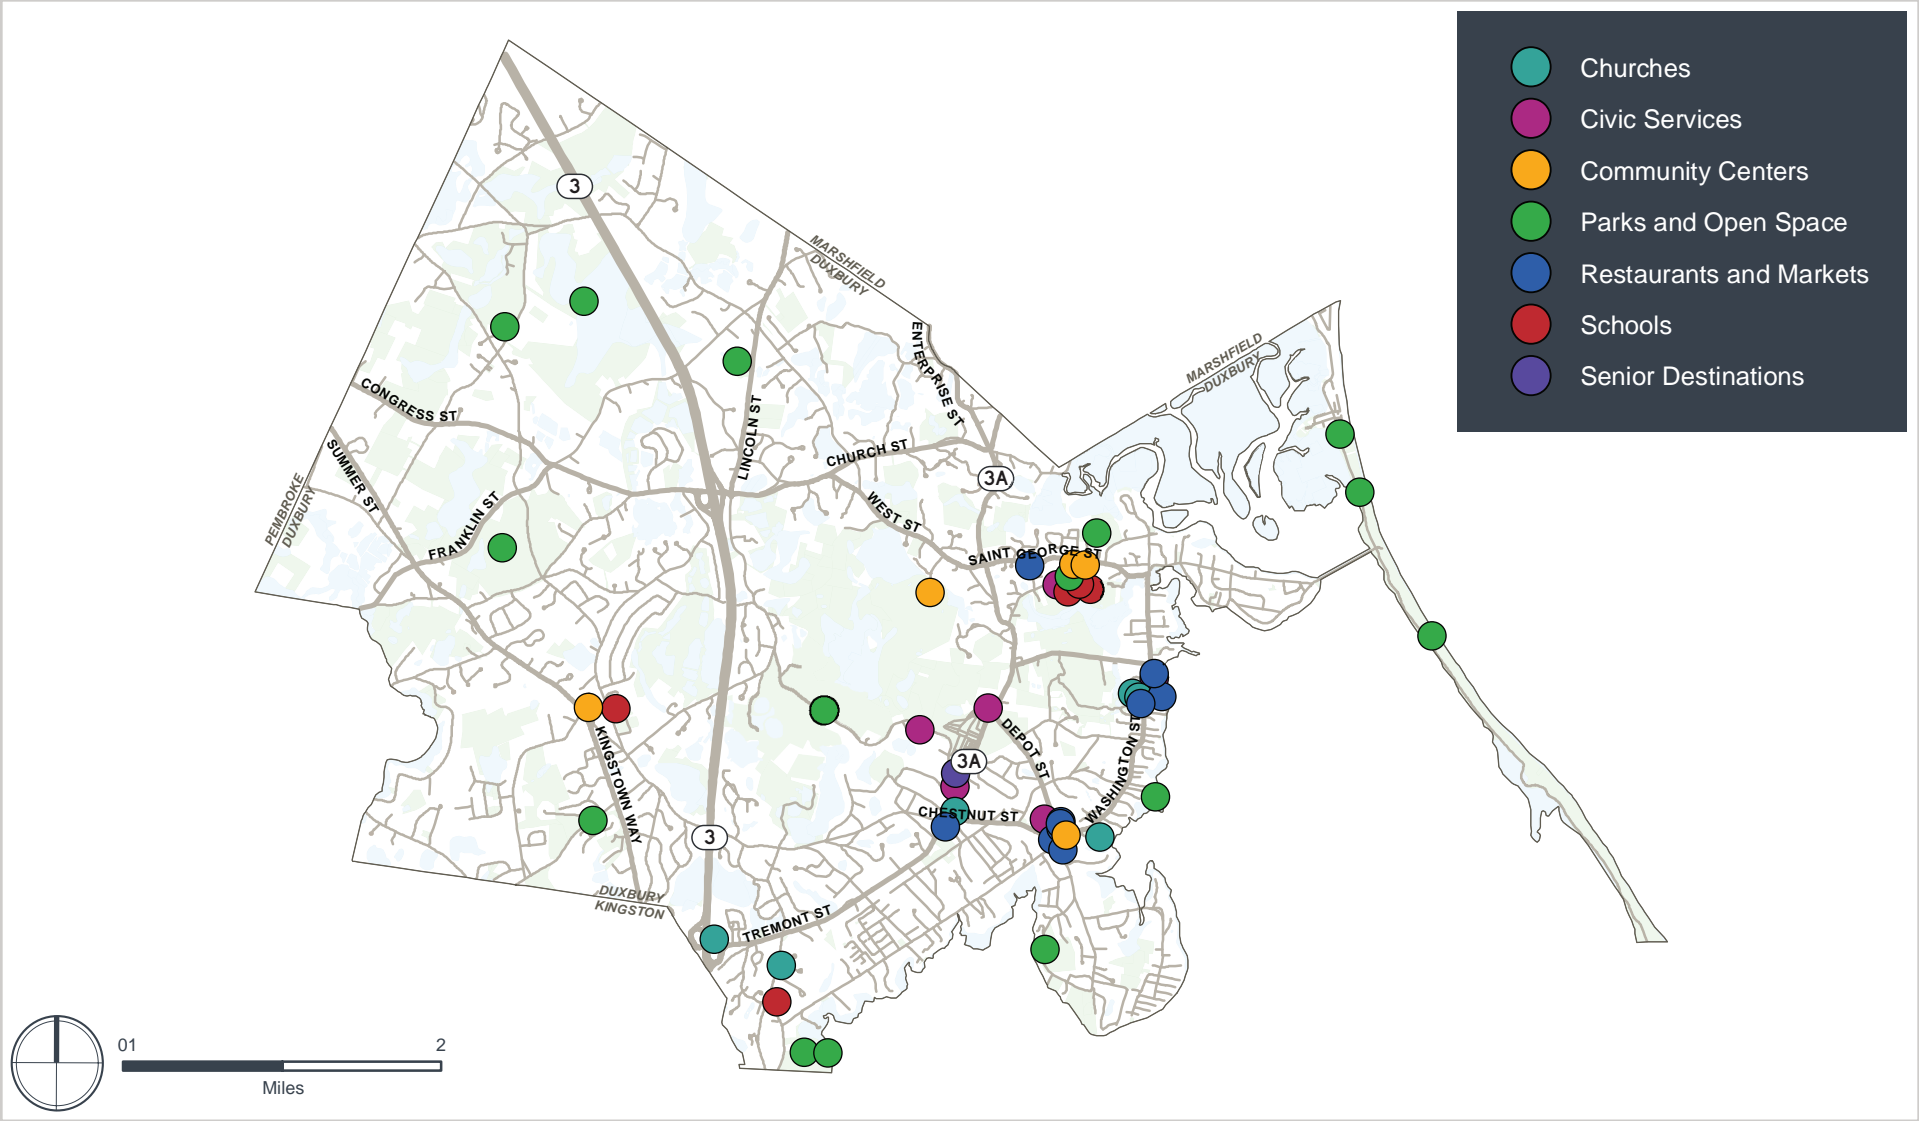 Churches
Civic Services
Community Centers
Parks and Open Space
Restaurants and Markets
Schools
Senior Destinations
3
MARSHFIELD
DUXBURY
ENTERPRISE ST
MARSHFIELD
DUXBURY
CONGRESS ST
LINCOLN ST
SUMMER ST
CHURCH ST
3A
PEMBROKE
DUXBURY
FRANKLIN ST
WEST ST
SAINT GEORGE ST
KINGSTOWN WAY
DEPOT ST
WASHINGTON ST
3A
CHESTNUT ST
3
DUXBURY
KINGSTON
TREMONT ST
01
2
Miles